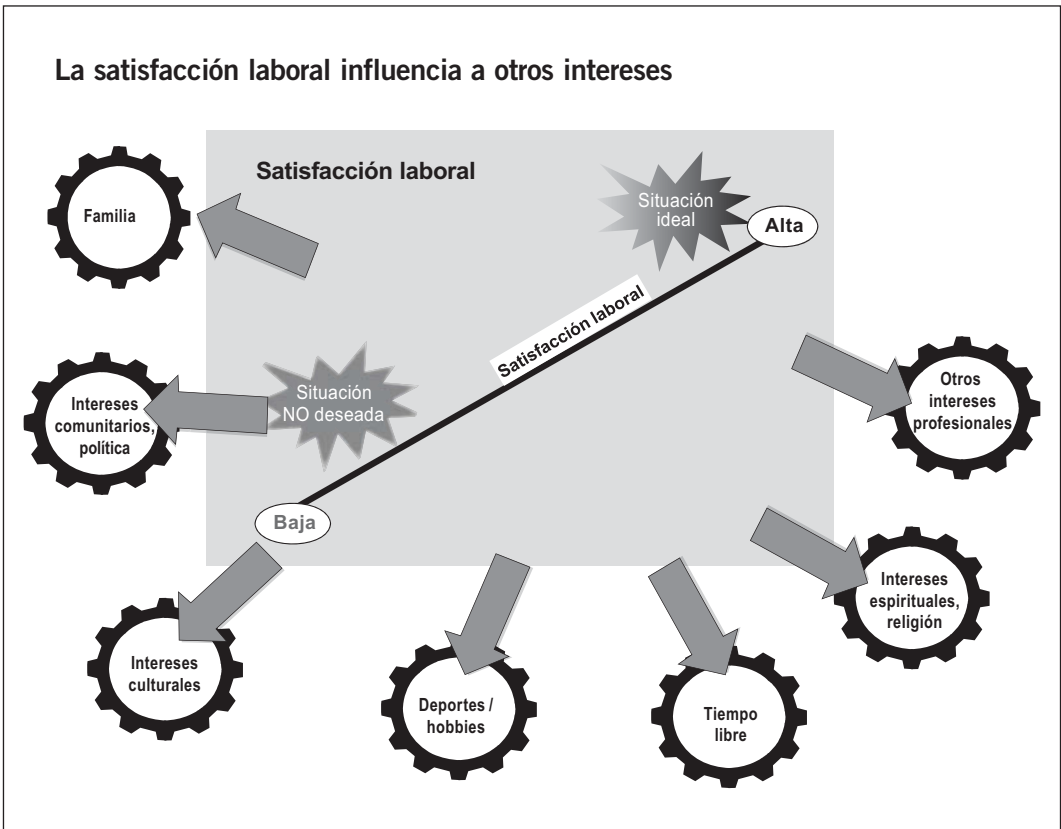 La satisfacción laboral influencia a otros intereses
Satisfacción laboral
Situación
ideal
Alta
Familia
Satisfacción laboral
Situación
NO deseada
Intereses
comunitarios,
política
Otros
intereses
profesionales
Baja
Intereses
espirituales,
religión
Intereses
culturales
Deportes /
hobbies
Tiempo
libre